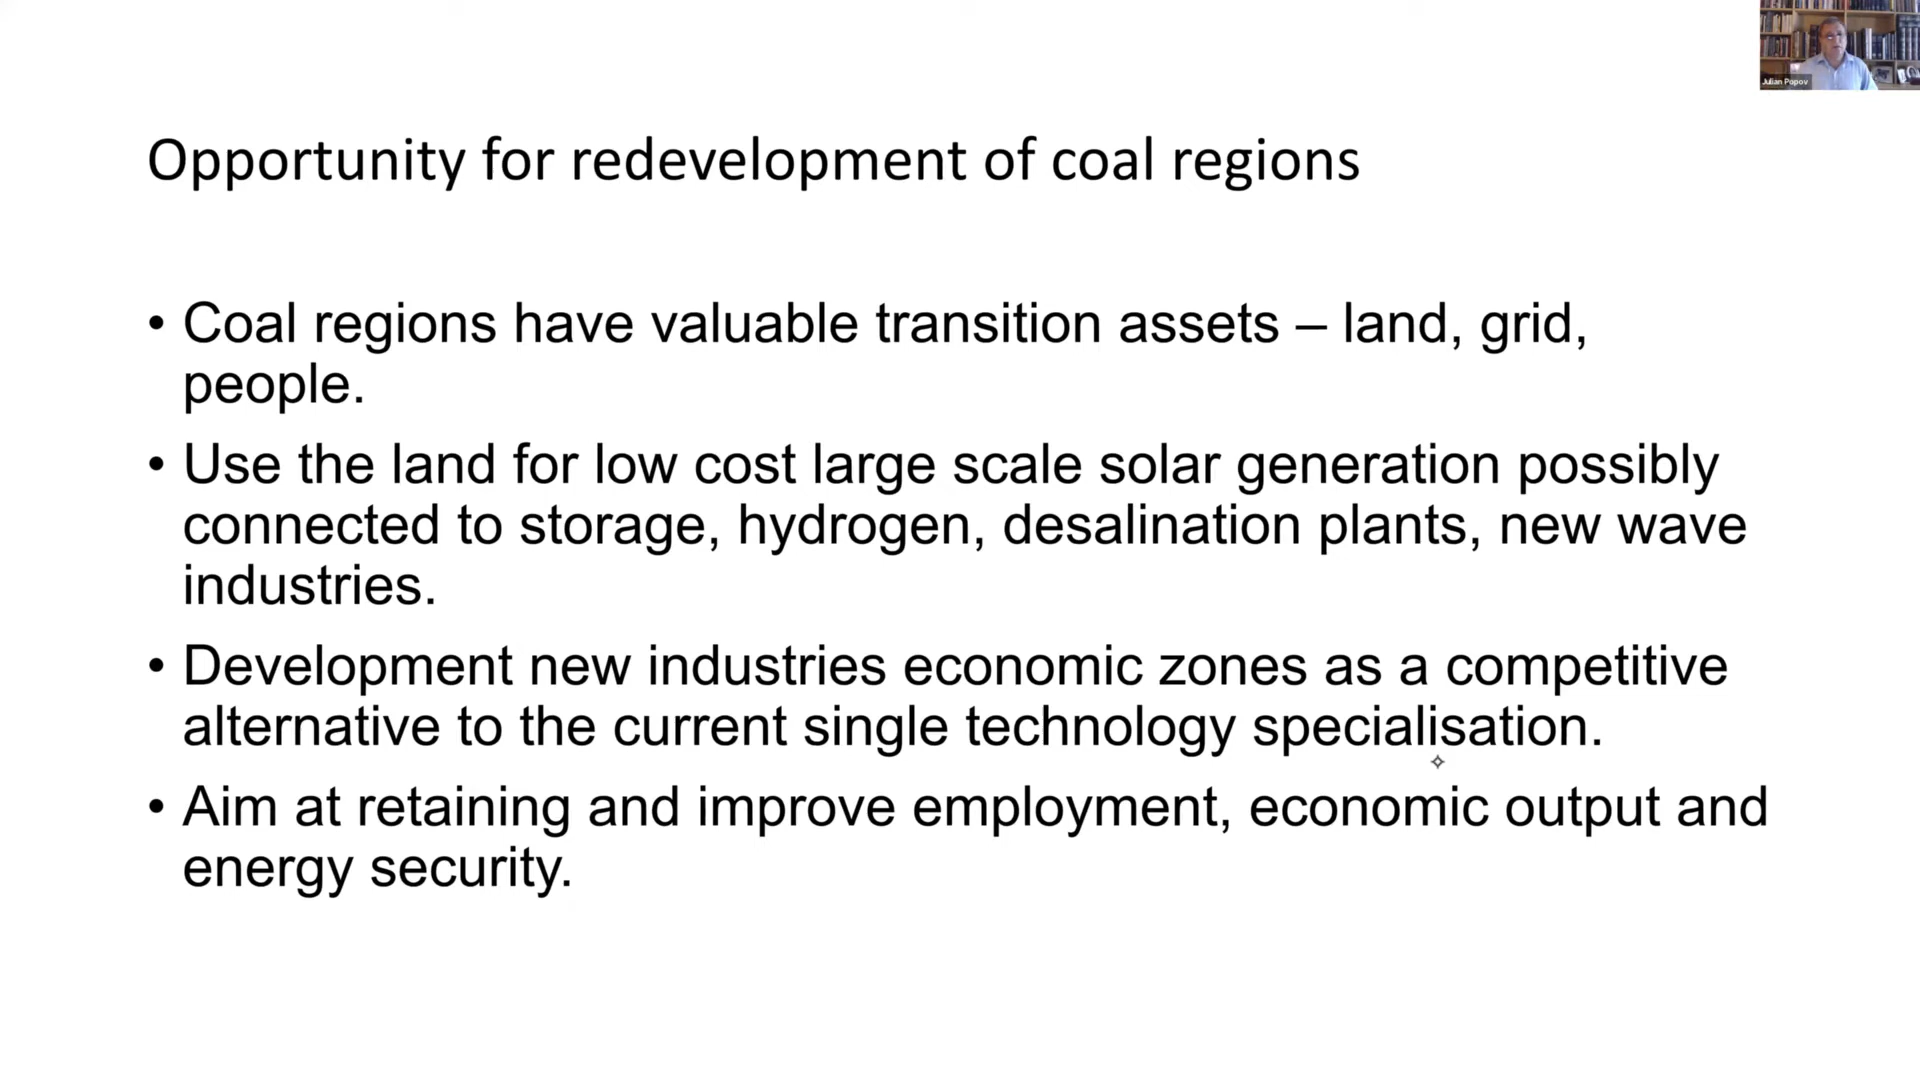 Julian Popov
Opportunity for redevelopment of coal regions
• Coal regions have valuable transition assets – land, grid,
people.
• Use the land for low cost large scale solar generation possibly
connected to storage, hydrogen, desalination plants, new wave
industries.
• Development new industries economic zones as a competitive
alternative to the current single technology specialisation.
• Aim at retaining and improve employment, economic output and
energy security.